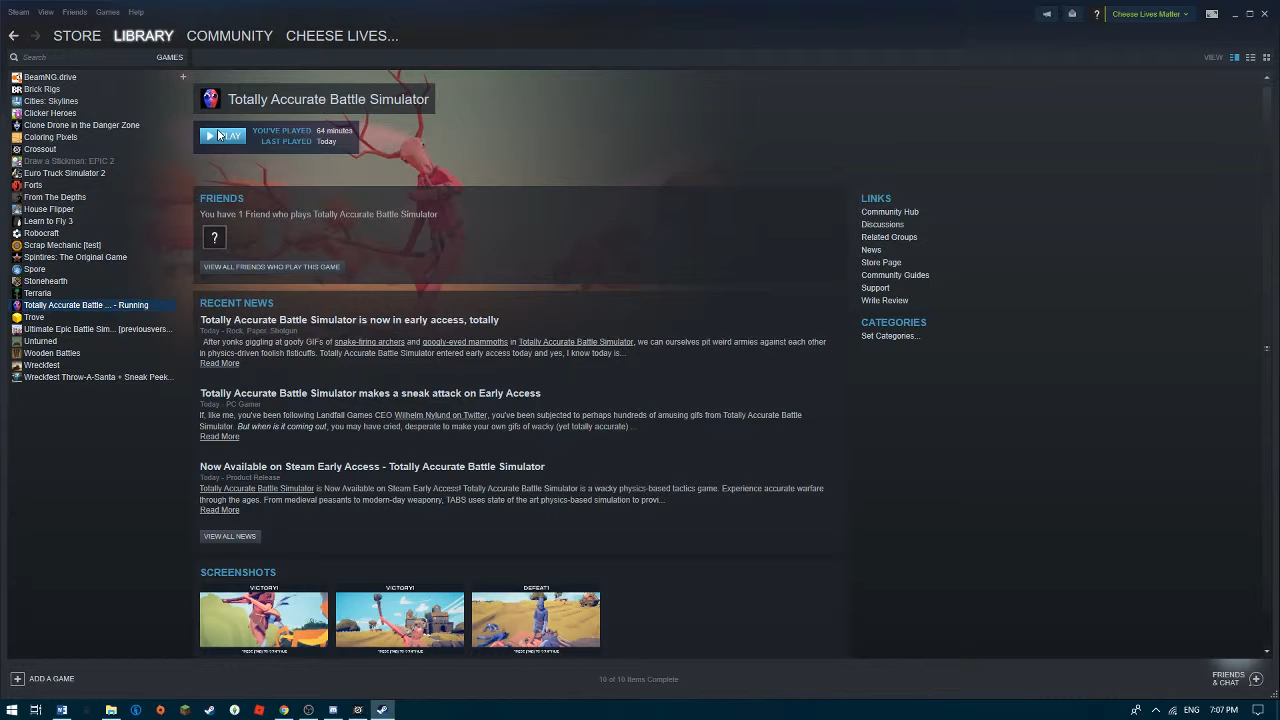 Steam View Friends Games Help
Cheese Lives Matter
STORE LIBRARY COMMUNITY CHEESE LIVES...
Search GAMES VIEW
BeamNG.drive
Brick Rigs
Cities: Skylines
Clicker Heroes
Clone Drone in the Danger Zone
Coloring Pixels
Crossout
Draw a Stickman: EPIC 2
Euro Truck Simulator 2
Forts
From The Depths
House Flipper
Learn to Fly 3
Robocraft
Scrap Mechanic [test]
Spintires: The Original Game
Spore
Stonehearth
Terraria
Totally Accurate Battle ... - Running
Trove
Ultimate Epic Battle Sim... [previousvers...
Unturned
Wooden Battles
Wreckfest
Wreckfest Throw-A-Santa + Sneak Peek...
Totally Accurate Battle Simulator
PLAY
YOU'VE PLAYED 64 minutes
LAST PLAYED Today
FRIENDS
You have 1 Friend who plays Totally Accurate Battle Simulator
?
VIEW ALL FRIENDS WHO PLAY THIS GAME
RECENT NEWS
Totally Accurate Battle Simulator is now in early access, totally
Today - Rock, Paper, Shotgun
After yonks giggling at goofy GIFs of snake-firing archers and googly-eyed mammoths in Totally Accurate Battle Simulator, we can ourselves pit weird armies against each other
in physics-driven foolish fisticuffs. Totally Accurate Battle Simulator entered early access today and yes, I know today is...
Read More
Totally Accurate Battle Simulator makes a sneak attack on Early Access
Today - PC Gamer
If, like me, you've been following Landfall Games CEO Wilhelm Nylund on Twitter, you've been subjected to perhaps hundreds of amusing gifs from Totally Accurate Battle
Simulator. But when is it coming out, you may have cried, desperate to make your own gifs of wacky (yet totally accurate) ...
Read More
Now Available on Steam Early Access - Totally Accurate Battle Simulator
Today - Product Release
Totally Accurate Battle Simulator is Now Available on Steam Early Access! Totally Accurate Battle Simulator is a wacky physics-based tactics game. Experience accurate warfare
through the ages. From medieval peasants to modern-day weaponry, TABS uses state of the art physics-based simulation to provi...
Read More
VIEW ALL NEWS
SCREENSHOTS
VICTORY! VICTORY! DEFEAT!
LINKS
Community Hub
Discussions
Related Groups
News
Store Page
Community Guides
Support
Write Review
CATEGORIES
Set Categories...
ADD A GAME
10 of 10 Items Complete
FRIENDS
& CHAT
ENG 7:07 PM